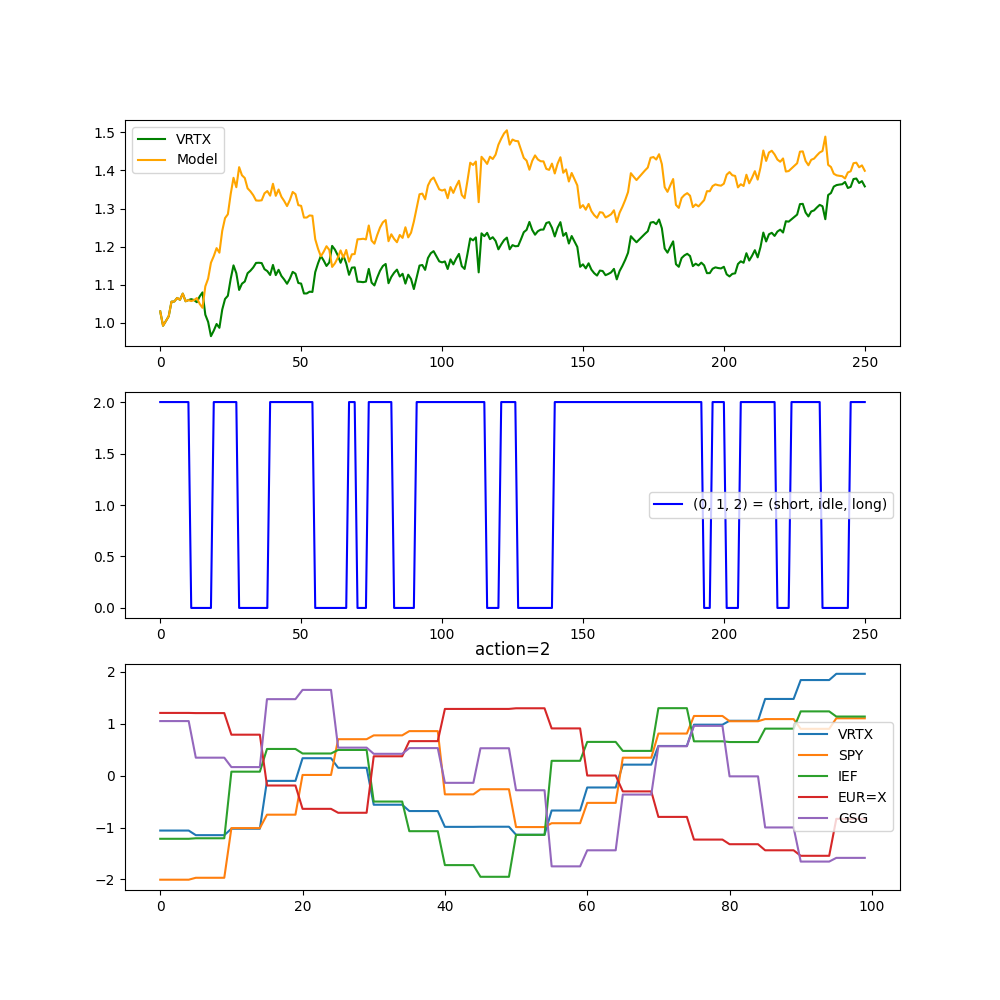 1.5
1.4
1.3
1.2
1.1
1.0
VRTX
Model
0 50 100 150 200 250
2.0
1.5
1.0
0.5
0.0
(0, 1, 2) = (short, idle, long)
0 50 100 150 200 250
action=2
2
1
0
−1
−2
VRTX
SPY
IEF
EUR=X
GSG
0 20 40 60 80 100